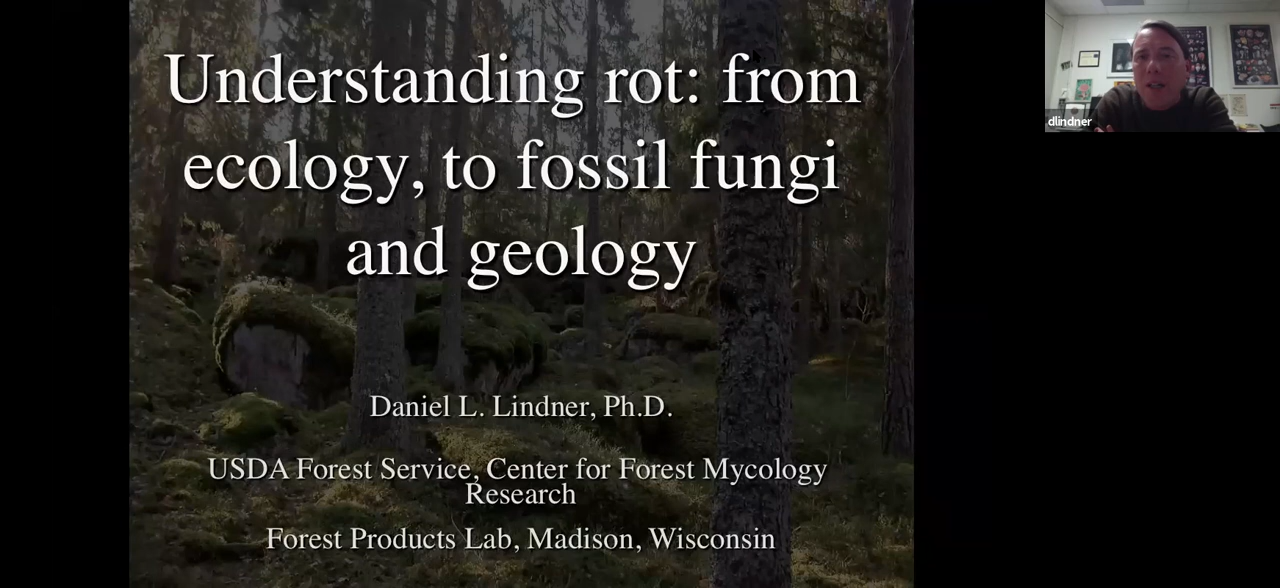 Understanding rot: from
ecology, to fossil fungi
and geology
Daniel L. Lindner, Ph.D.
USDA Forest Service, Center for Forest Mycology
Research
Forest Products Lab, Madison, Wisconsin
dlindner